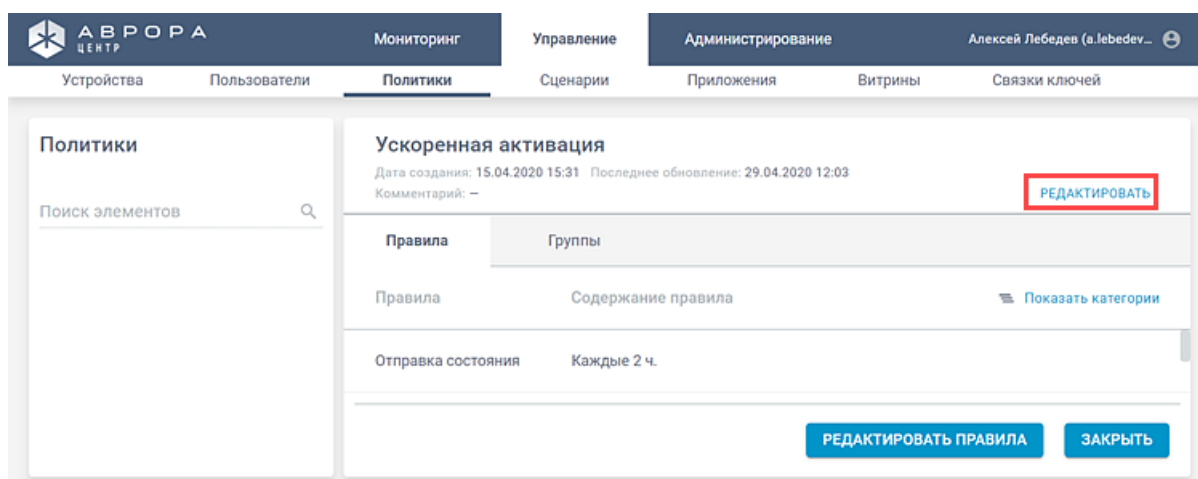 АВРОРА
ЦЕНТР
Мониторинг Управление Администрирование Алексей Лебедев (a.lebedev...
Устройства Пользователи Политики Сценарии Приложения Витрины Связки ключей
Политики
Поиск элементов
Ускоренная активация
Дата создания: 15.04.2020 15:31 Последнее обновление: 29.04.2020 12:03
Комментарий: —
РЕДАКТИРОВАТЬ
Правила Группы
Правила Содержание правила Показать категории
Отправка состояния Каждые 2 ч.
РЕДАКТИРОВАТЬ ПРАВИЛА ЗАКРЫТЬ